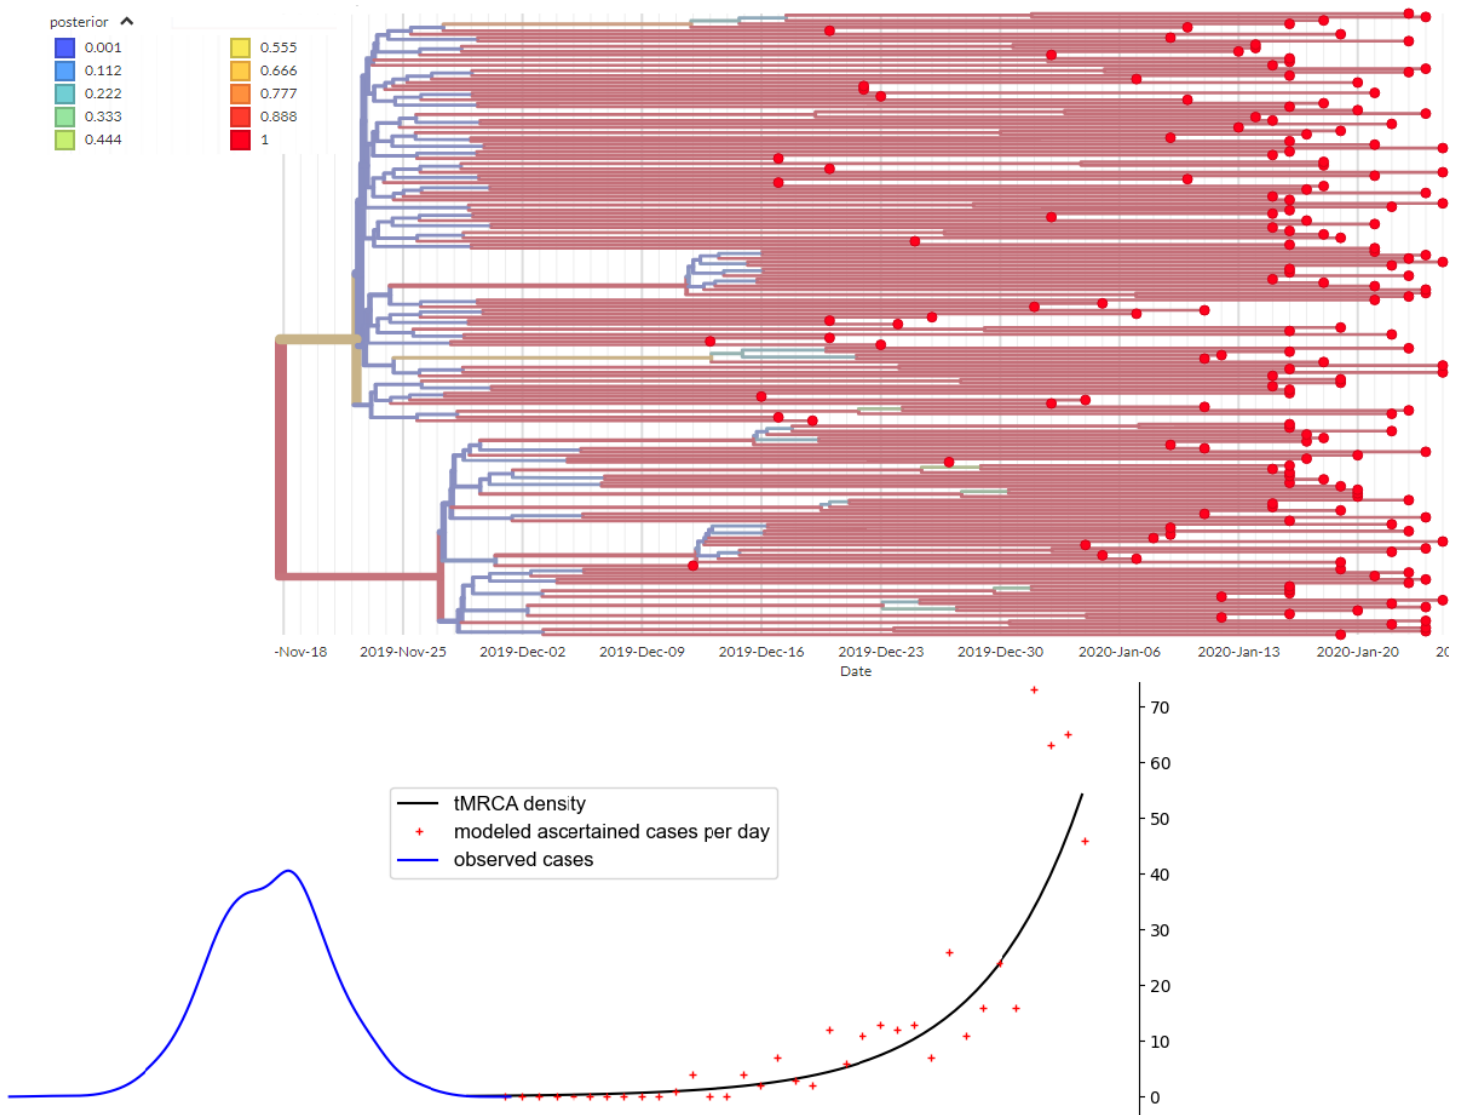 posterior
0.001 0.555
0.112 0.666
0.222 0.777
0.333 0.888
0.444 1
-Nov-18 2019-Nov-25 2019-Dec-02 2019-Dec-09 2019-Dec-16 2019-Dec-23 2019-Dec-30 2020-Jan-06 2020-Jan-13 2020-Jan-20 20
Date
70
60
tMRCA density
modeled ascertained cases per day
50
observed cases
40
30
20
10
0